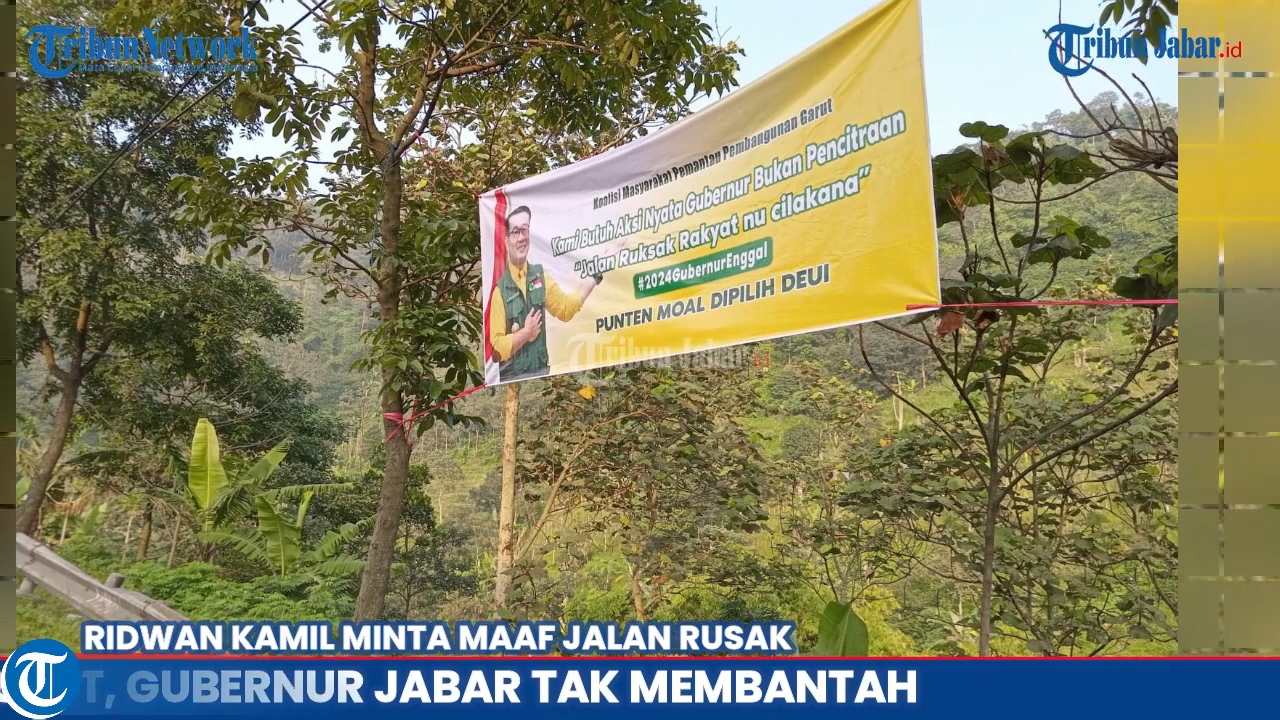 TribunNetwork
Tribun Jabar.id
Koalisi Masyarakat Pemantau Pembangunan Garut
Kami Butuh Aksi Nyata Gubernur Bukan Pencitraan
"Jalan Ruksak Rakyat nu cilakana"
#2024GubernurEnggal
PUNTEN MOAL DIPILIH DEUI
Tribun Jabar.id
RIDWAN KAMIL MINTA MAAF JALAN RUSAK
T, GUBERNUR JABAR TAK MEMBANTAH